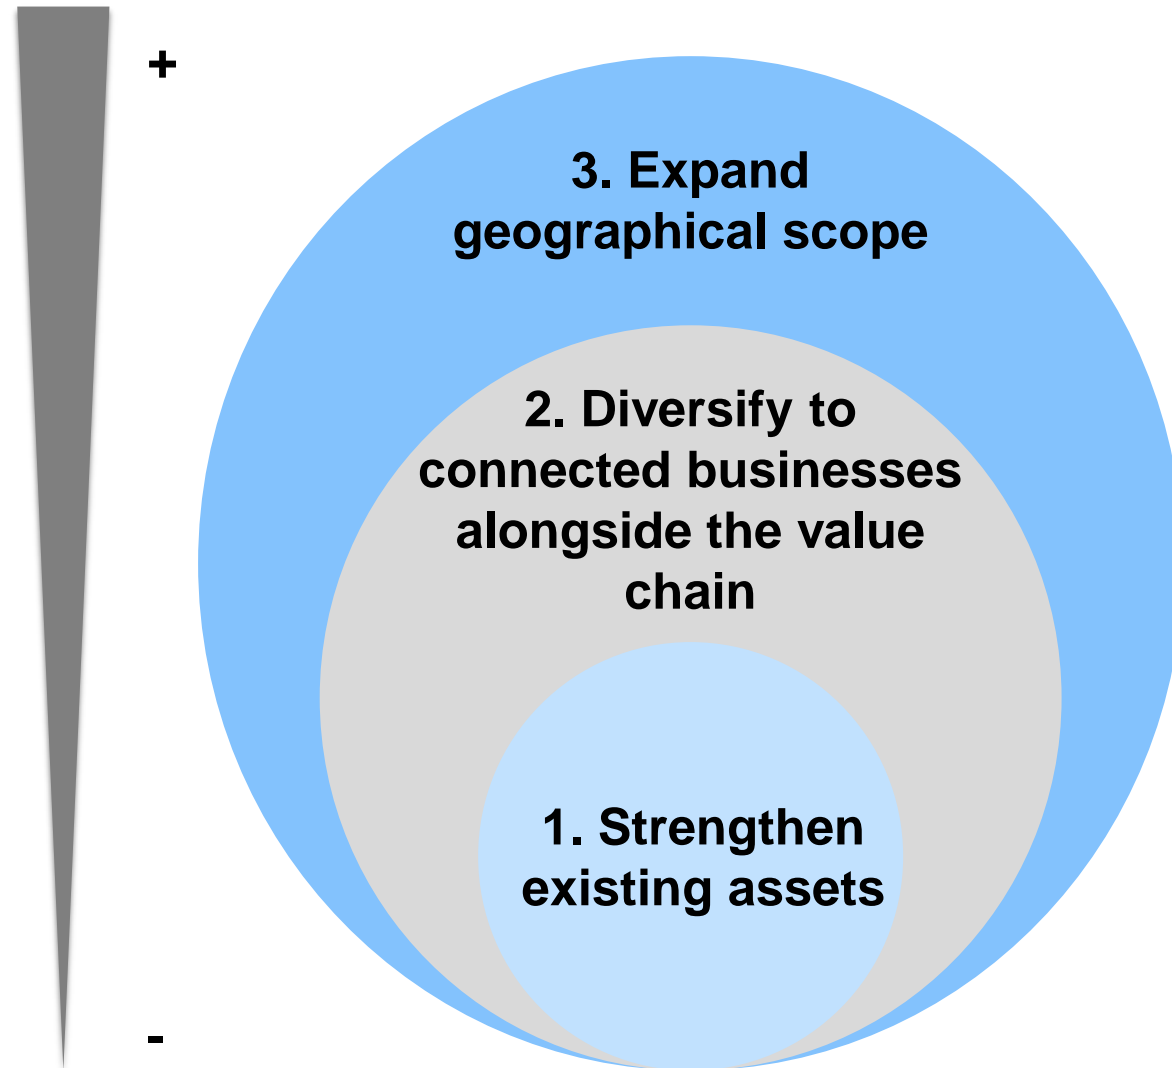 +
3. Expand
geographical scope
2. Diversify to
connected businesses
alongside the value
chain
1. Strengthen
existing assets
-